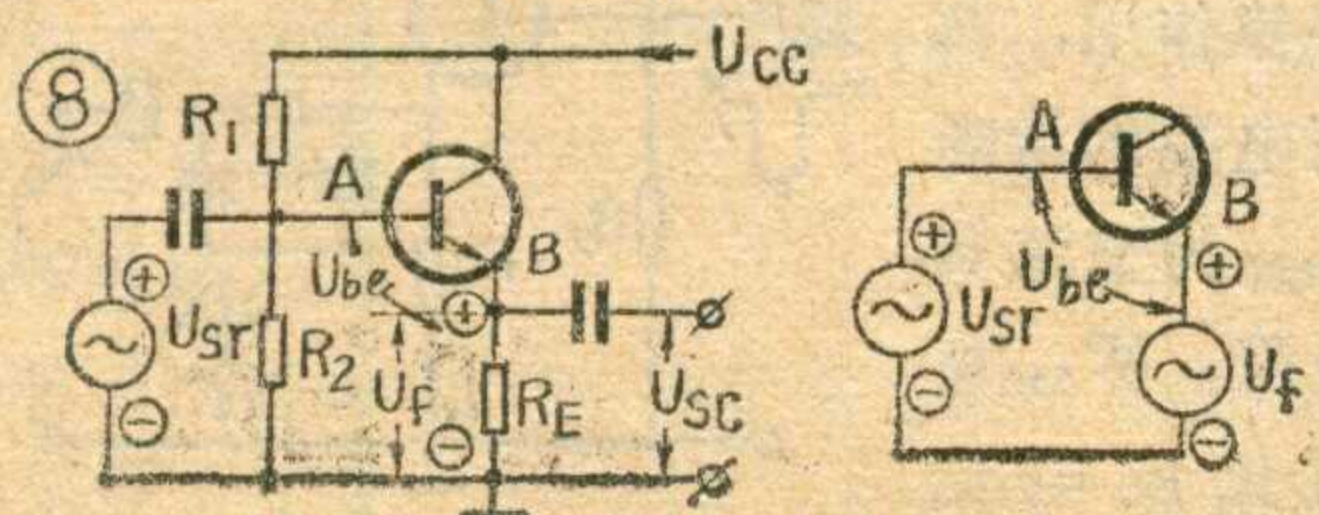 ⑧
UCC
R1
A
B
Ube
⊕
⊕
USr
R2
Uf
RE
USC
⊖
⊖
A
B
⊕
⊕
Ube
USr
Uf
⊖
⊖